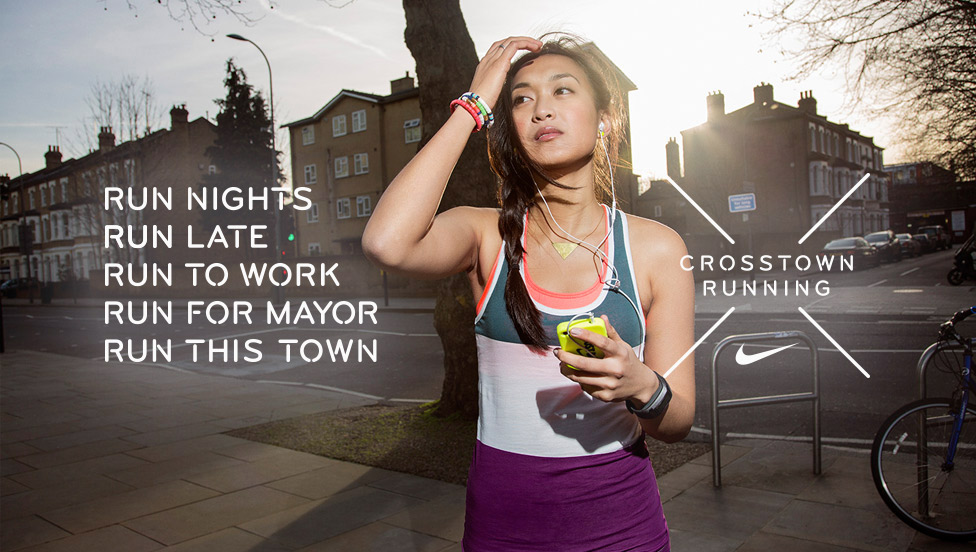 RUN NIGHTS
RUN LATE
RUN TO WORK
RUN FOR MAYOR
RUN THIS TOWN
CROSSTOWN
RUNNING